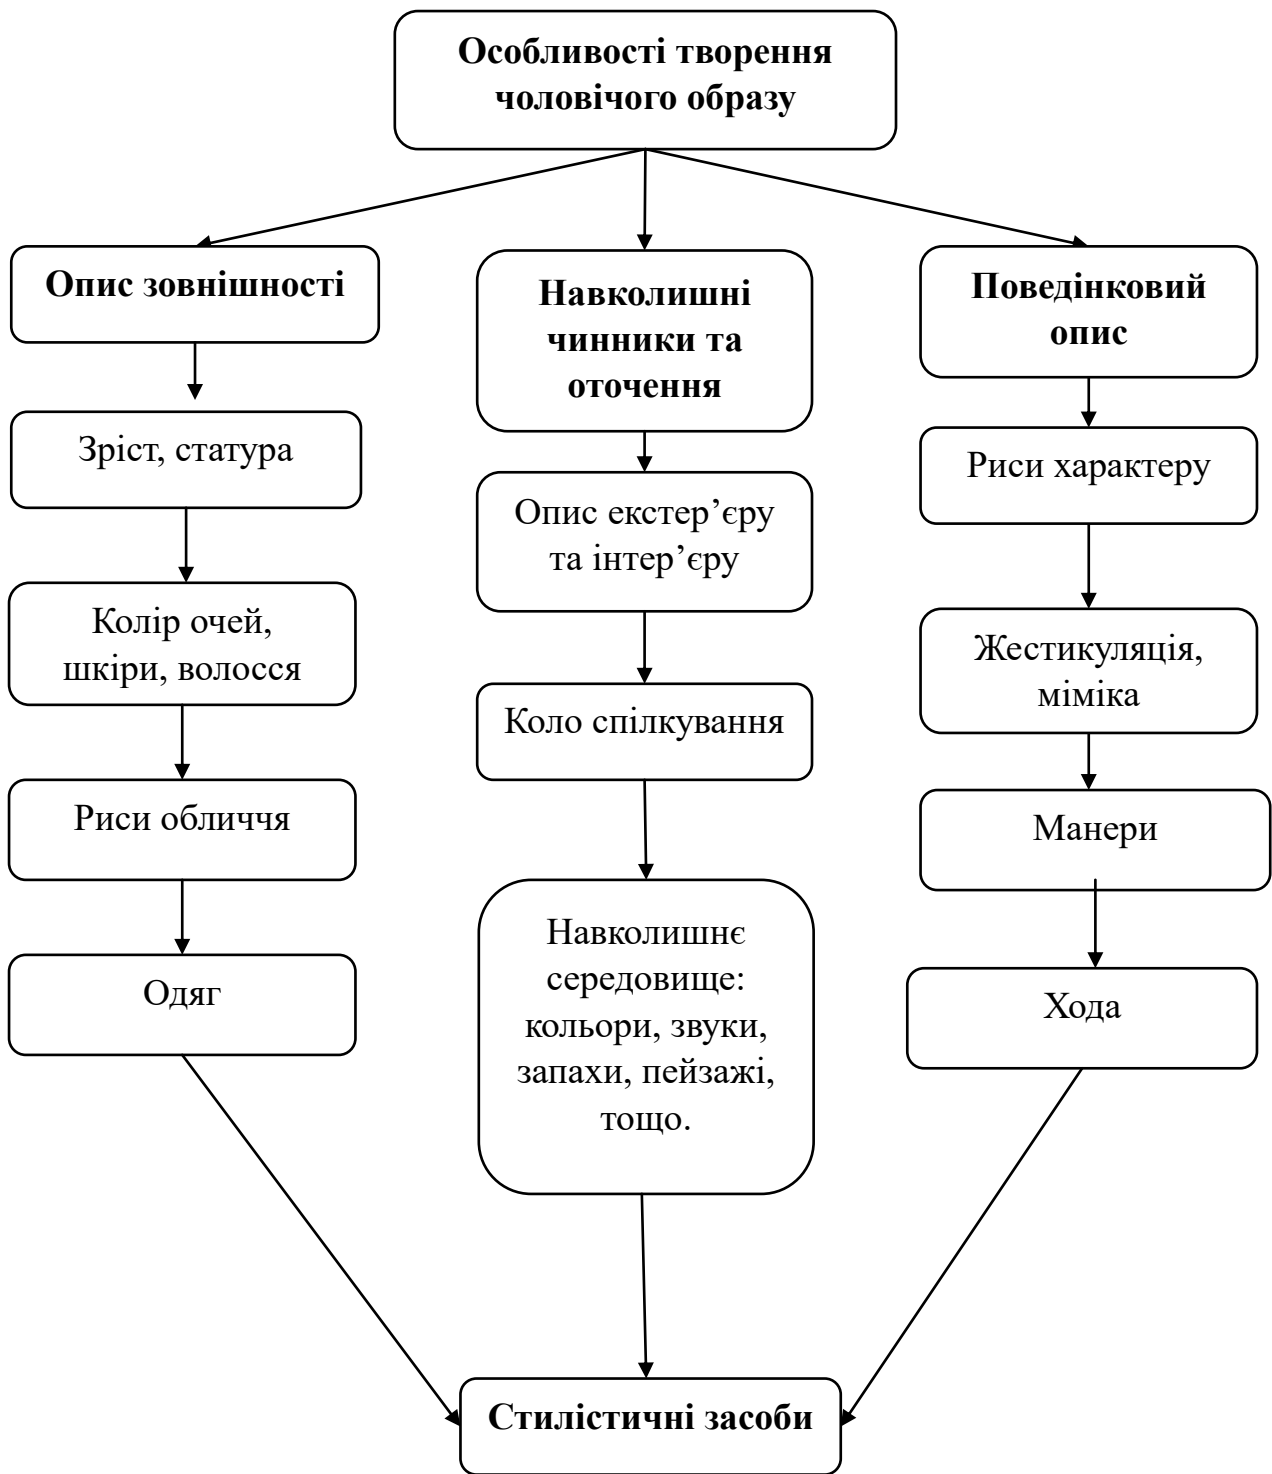 Особливості творення
чоловічого образу
Опис зовнішності
Зріст, статура
Колір очей,
шкіри, волосся
Риси обличчя
Одяг
Навколишні
чинники та
оточення
Опис екстер’єру
та інтер’єру
Коло спілкування
Навколишнє
середовище:
кольори, звуки,
запахи, пейзажі,
тощо.
Поведінковий
опис
Риси характеру
Жестикуляція,
міміка
Манери
Хода
Стилістичні засоби